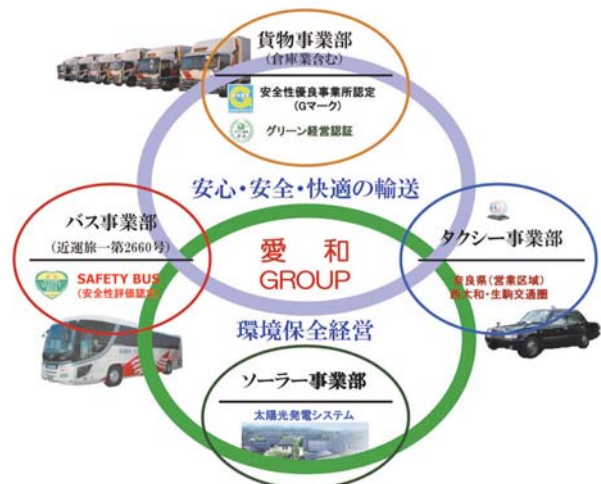 貨物事業部
(倉庫業含む)
安全性優良事業所認定
(Gマーク)
グリーン経営認証
安心・安全・快適の輸送
バス事業部
(近運旅一第2660号)
SAFETY BUS
(安全性評価認定)
愛 和
GROUP
タクシー事業部
奈良県(営業区域)
西大和・生駒交通圏
環境保全経営
ソーラー事業部
太陽光発電システム